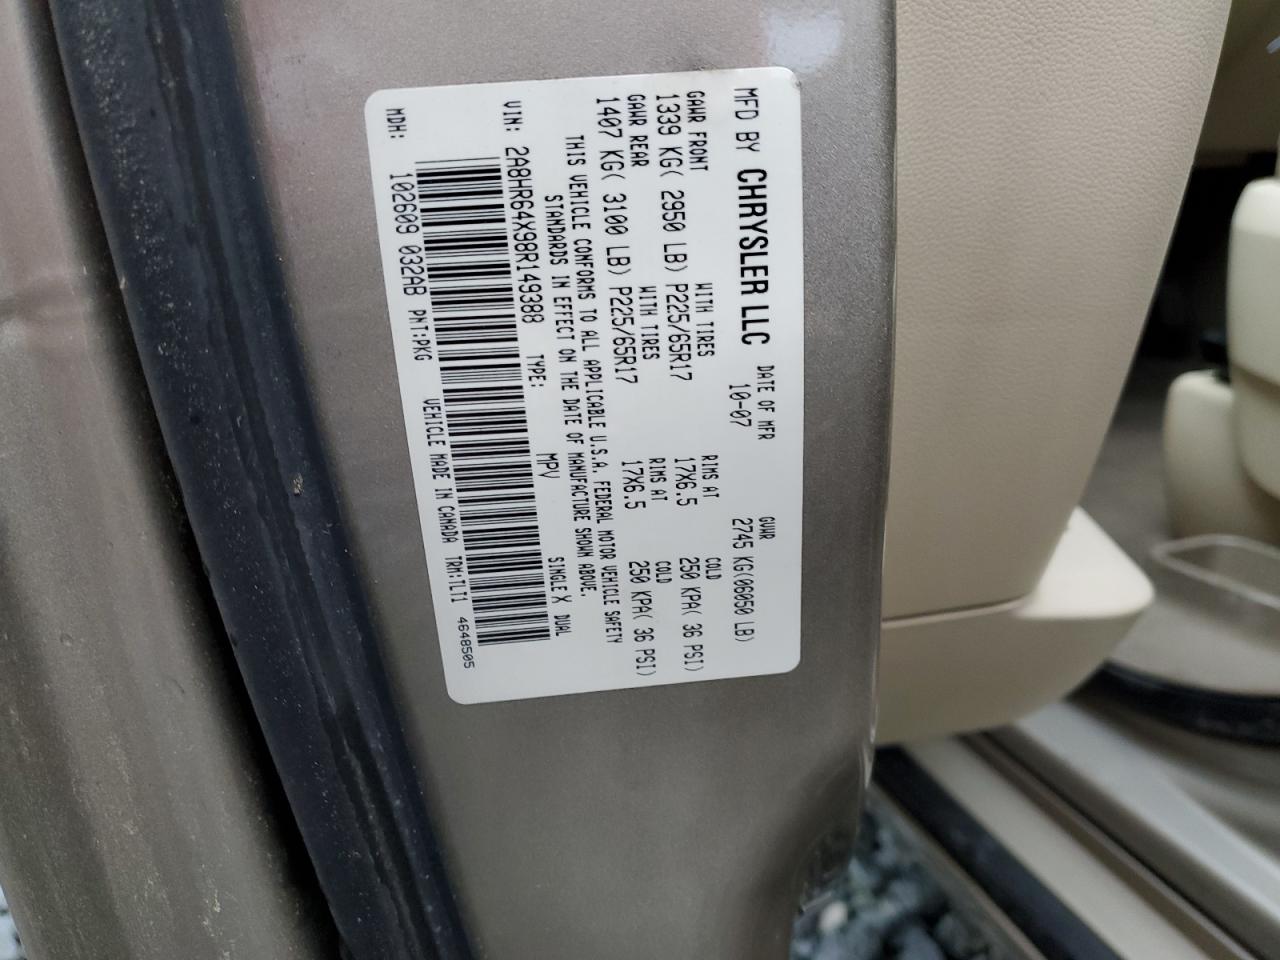 MFD BY CHRYSLER LLC DATE OF MFR 10-07 GVWR 2745 KG(06050 LB)
GAWR FRONT WITH TIRES RIMS AT COLD
1339 KG( 2950 LB) P225/65R17 17X6.5 250 KPA( 36 PSI)
GAWR REAR WITH TIRES RIMS AT COLD
1407 KG( 3100 LB) P225/65R17 17X6.5 250 KPA( 36 PSI)
THIS VEHICLE CONFORMS TO ALL APPLICABLE U.S.A. FEDERAL MOTOR VEHICLE SAFETY
STANDARDS IN EFFECT ON THE DATE OF MANUFACTURE SHOWN ABOVE.
VIN: 2A8HR64X98R149388 TYPE: MPV SINGLE X DUAL
MDH: 102609 032AB PNT:PKG VEHICLE MADE IN CANADA TRM:TLT1 4648505